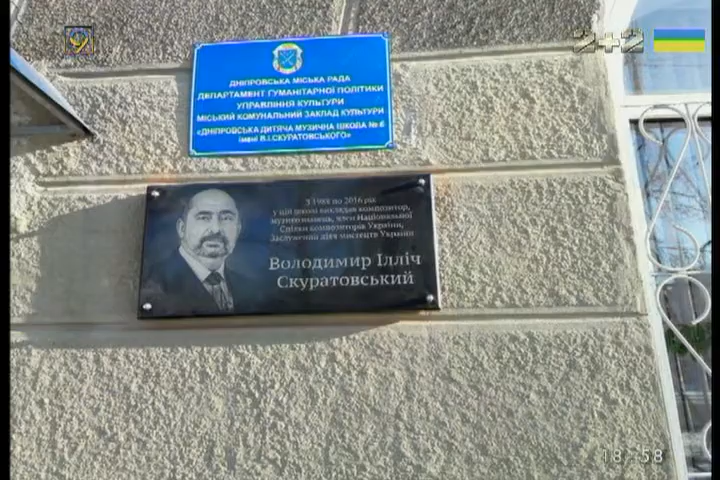 2+2
ДНІПРОВСЬКА МІСЬКА РАДА
ДЕПАРТАМЕНТ ГУМАНІТАРНОЇ ПОЛІТИКИ
УПРАВЛІННЯ КУЛЬТУРИ
МІСЬКИЙ КОМУНАЛЬНИЙ ЗАКЛАД КУЛЬТУРИ
«ДНІПРОВСЬКА ДИТЯЧА МУЗИЧНА ШКОЛА № 6
імені В.І.СКУРАТОВСЬКОГО»
З 1988 по 2016 рік
у цій школі викладав композитор,
музикознавець, член Національної
Спілки композиторів України,
Заслужений діяч мистецтв України
Володимир Ілліч
Скуратовський
18:58